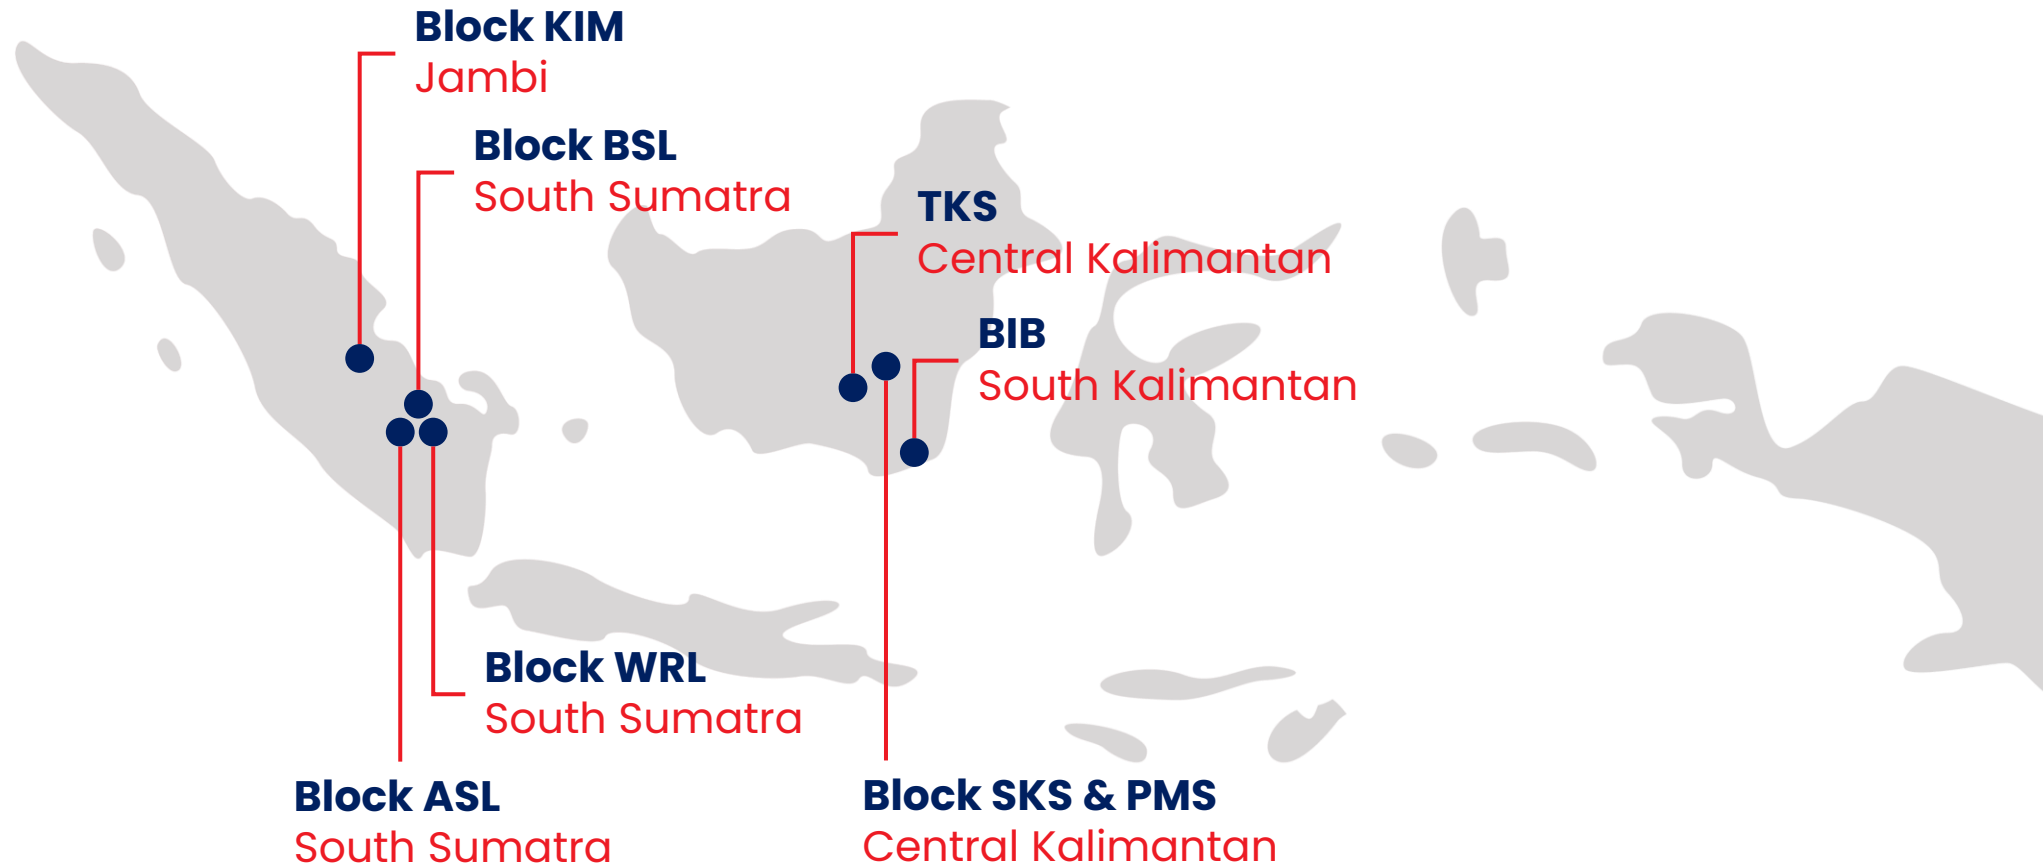 Block KIM
Jambi
Block BSL
South Sumatra
TKS
Central Kalimantan
BIB
South Kalimantan
Block WRL
South Sumatra
Block ASL
South Sumatra
Block SKS & PMS
Central Kalimantan